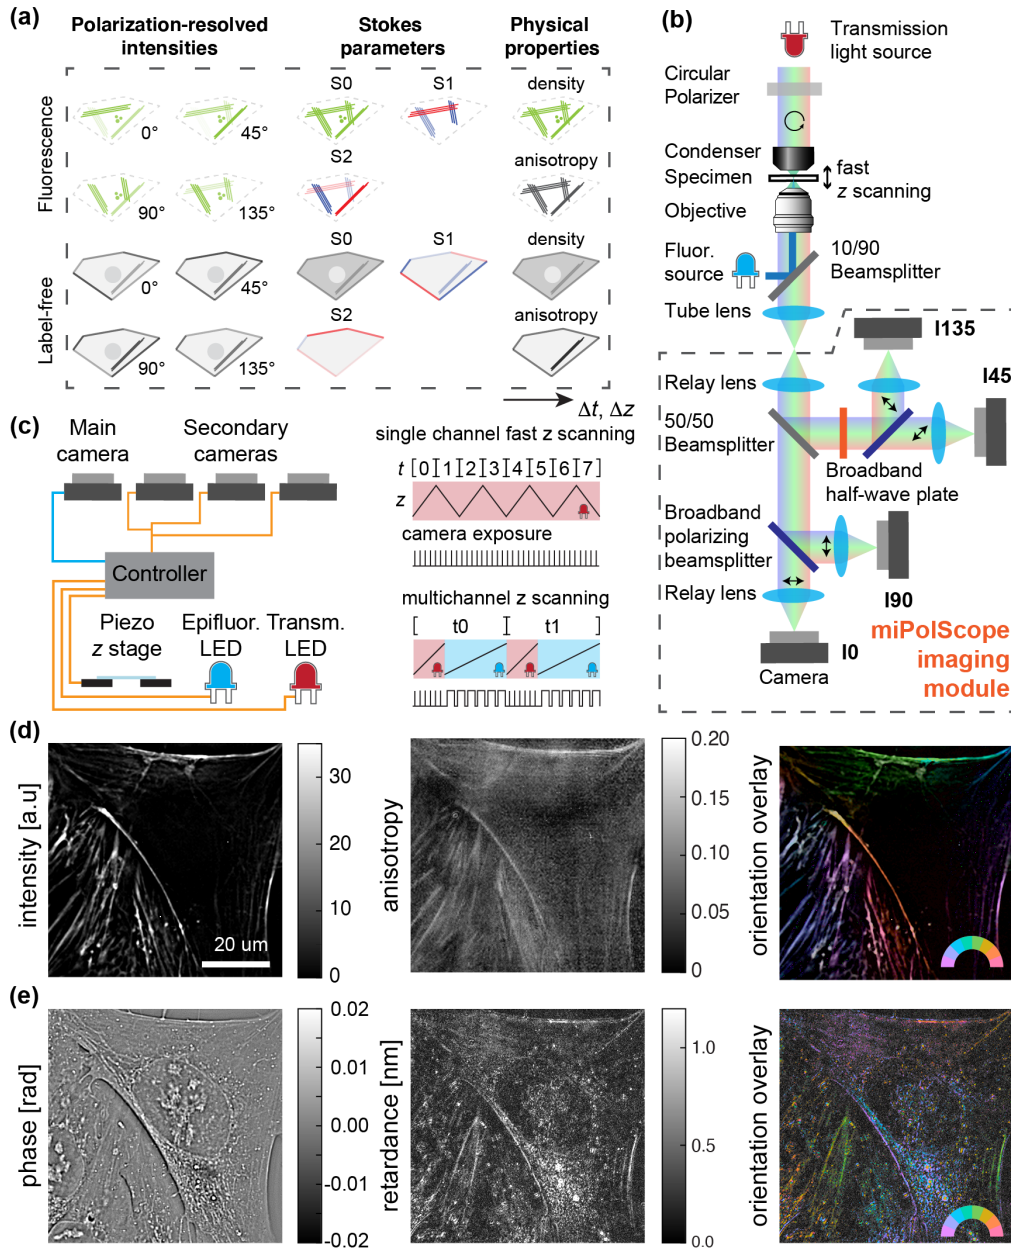 (a)
Polarization-resolved
intensities
Stokes
parameters
Physical
properties
Fluorescence
0°
45°
S0
S1
density
90°
135°
S2
anisotropy
Label-free
0°
45°
S0
S1
density
90°
135°
S2
anisotropy
Δt, Δz
(b)
Transmission
light source
Circular
Polarizer
Condenser
Specimen
fast
z scanning
Objective
Fluor.
source
10/90
Beamsplitter
Tube lens
I135
Relay lens
I45
50/50
Beamsplitter
Broadband
half-wave plate
Broadband
polarizing
beamsplitter
Relay lens
I90
I0
Camera
miPolScope
imaging
module
(c)
Main
camera
Secondary
cameras
Controller
Piezo
z stage
Epifluor.
LED
Transm.
LED
single channel fast z scanning
t [0][1][2][3][4][5][6][7]
z
camera exposure
multichannel z scanning
[ t0 ][ t1 ]
(d)
intensity [a.u]
20 um
30
20
10
0
anisotropy
0.20
0.15
0.10
0.05
0
orientation overlay
(e)
phase [rad]
0.02
0.01
0.00
-0.01
-0.02
retardance [nm]
1.0
0.5
0.0
orientation overlay